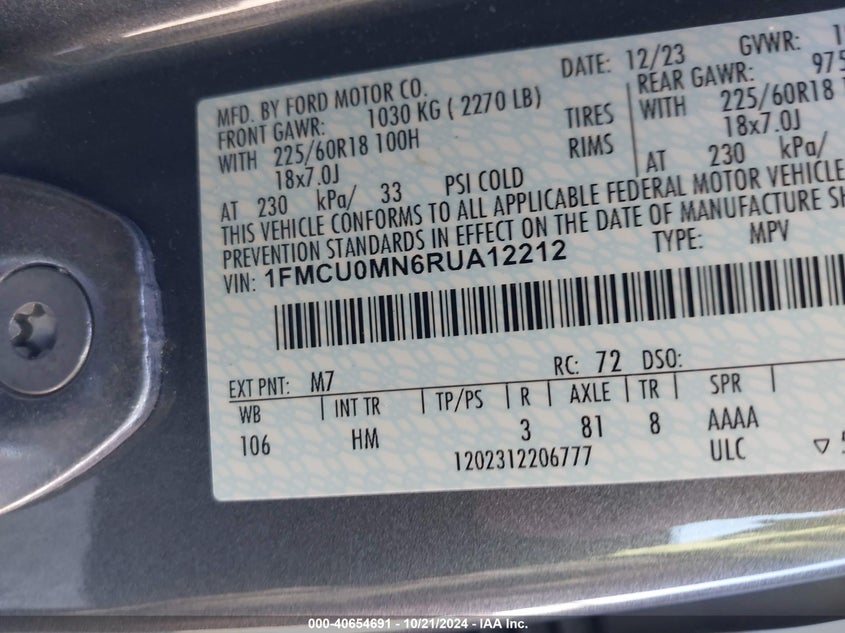 MFD. BY FORD MOTOR CO. DATE: 12/23 GVWR:
FRONT GAWR: 1030 KG ( 2270 LB) REAR GAWR: 975
WITH 225/60R18 100H TIRES WITH 225/60R18
18x7.0J RIMS 18x7.0J
AT 230 kPa/ 33 PSI COLD AT 230 kPa/
THIS VEHICLE CONFORMS TO ALL APPLICABLE FEDERAL MOTOR VEHICLE
PREVENTION STANDARDS IN EFFECT ON THE DATE OF MANUFACTURE SH
VIN: 1FMCU0MN6RUA12212 TYPE: MPV
EXT PNT: M7 RC: 72 DSO:
WB INT TR TP/PS R AXLE TR SPR
106 HM 3 81 8 AAAA
1202312206777 ULC
000-40654691 - 10/21/2024 - © IAA Inc.